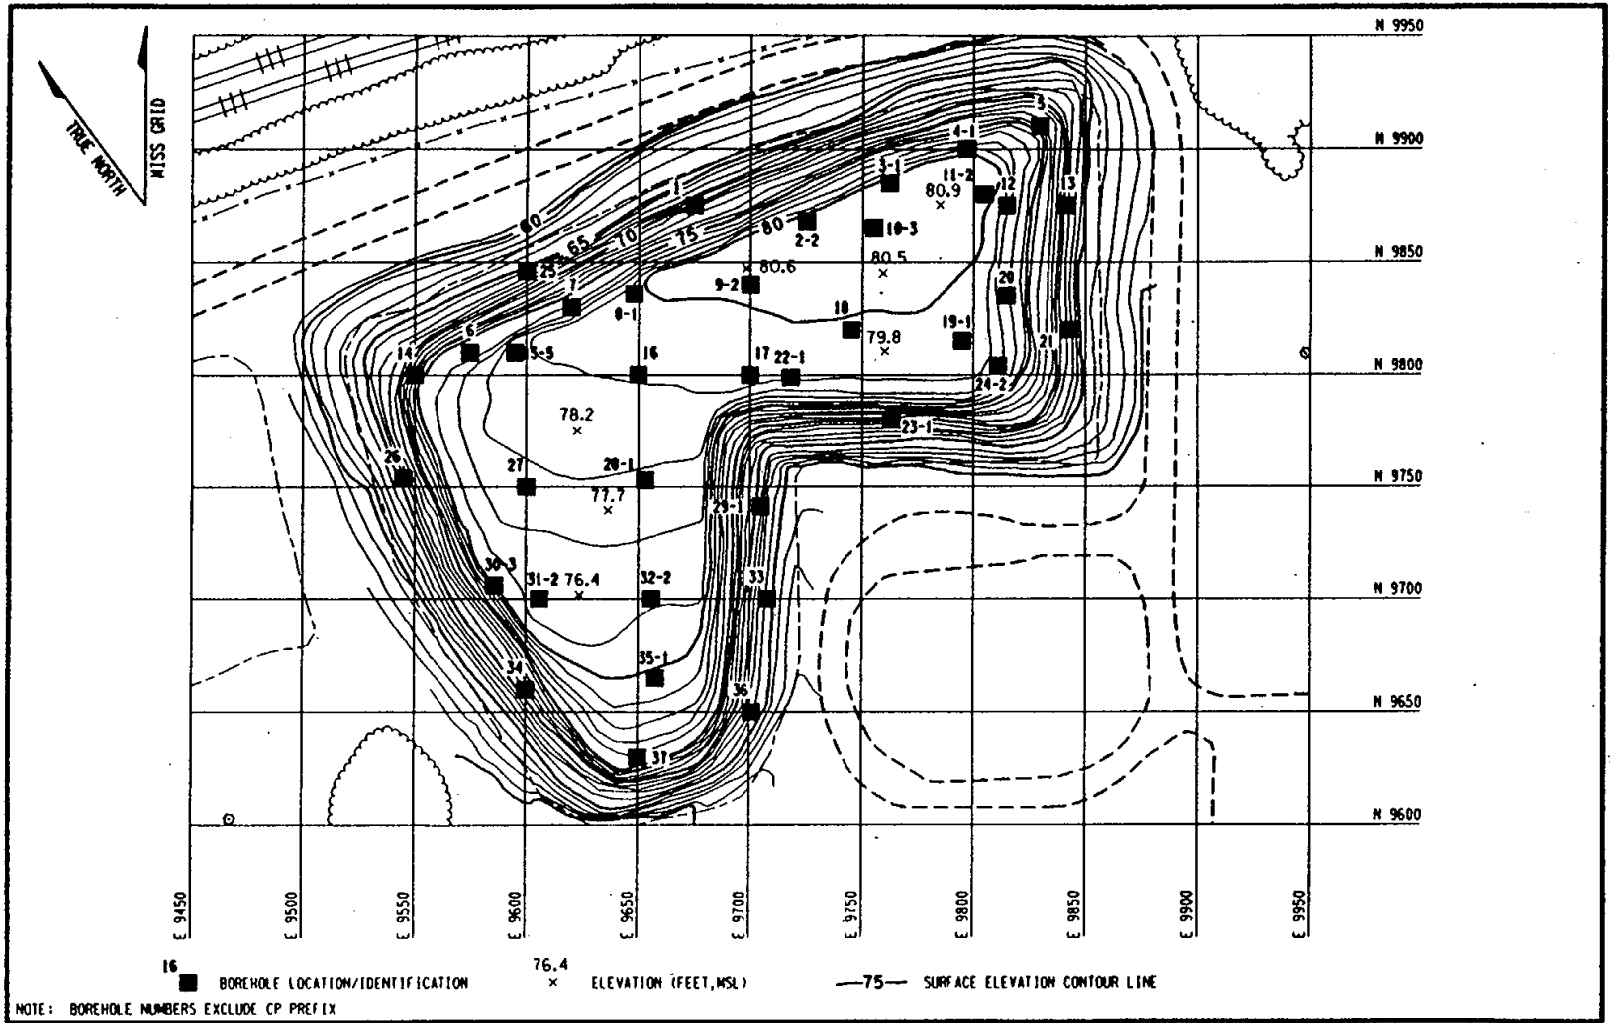 N 9950
MISS GRID
TRUE NORTH
5
4-1
N 9900
3-1
11-2
12
13
1
80.9
60
65
70
75
80
2-2
10-3
25
80.6
80.5
N 9850
7
9-2
20
8-1
18
19-1
6
79.8
21
14
15-5
16
17
22-1
N 9800
24-2
78.2
23-1
26
27
28-1
77.7
N 9750
29-1
30-3
31-2
76.4
32-2
33
N 9700
35-1
34
36
N 9650
37
N 9600
E 9450
E 9500
E 9550
E 9600
E 9650
E 9700
E 9750
E 9800
E 9850
E 9900
E 9950
16
BOREHOLE LOCATION/IDENTIFICATION
76.4
ELEVATION (FEET,MSL)
75
SURFACE ELEVATION CONTOUR LINE
NOTE: BOREHOLE NUMBERS EXCLUDE CP PREFIX